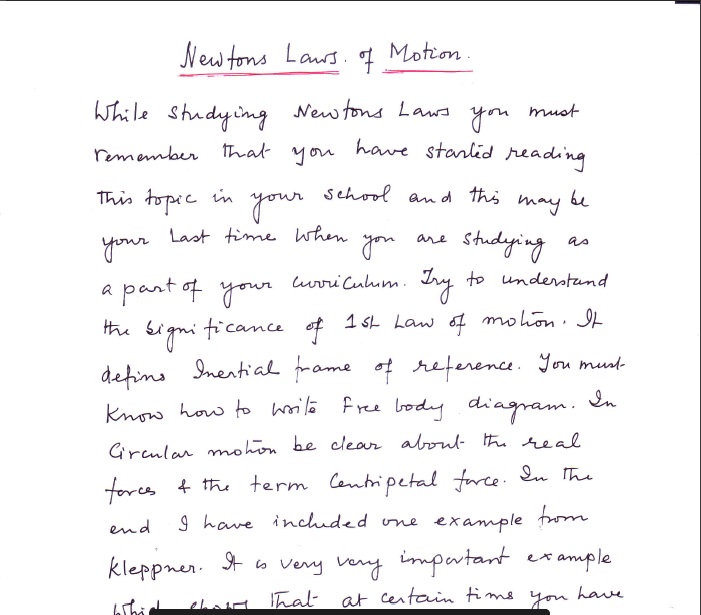 Newtons Laws. of Motion.
While studying Newtons Laws you must
remember that you have started reading
this topic in your school and this may be
your last time when you are studying as
a part of your curriculum. Try to understand
the significance of 1st Law of motion. It
defins Inertial frame of reference. You must
know how to write free body diagram. In
Circular motion be clear about the real
forces & the term Centripetal force. In the
end I have included one example from
Kleppner. It is very very important example
that at certain time you have